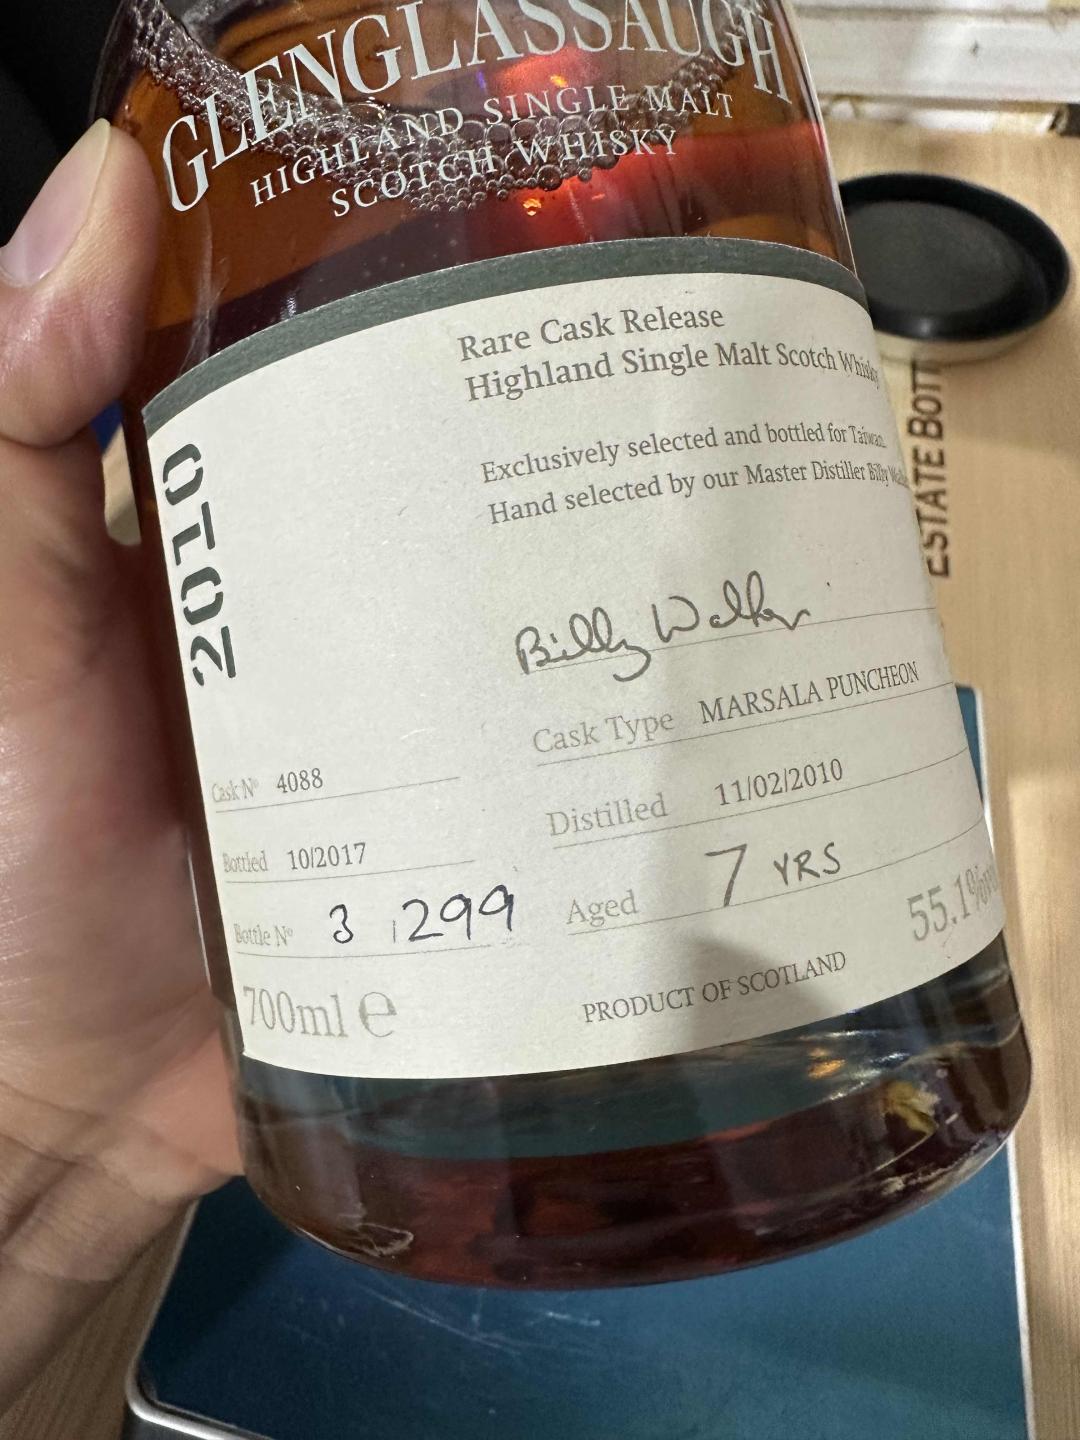 GLENGLASSAUGH
HIGHLAND SINGLE MALT
SCOTCH WHISKY
Rare Cask Release
Highland Single Malt Scotch Whisky
Exclusively selected and bottled for Taiwan.
Hand selected by our Master Distiller Billy
2010
Billy Walker
Cask Type MARSALA PUNCHEON
Cask Nº 4088
Distilled 11/02/2010
Bottled 10/2017
Aged 7 YRS
Bottle Nº 3 299
55.1%
700ml e
PRODUCT OF SCOTLAND
ESTATE BOTT